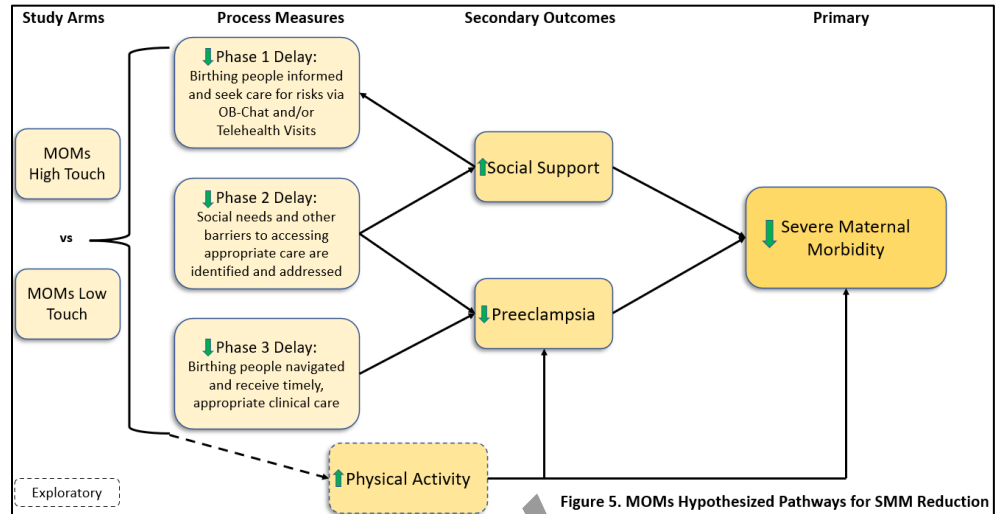 Study Arms
Process Measures
Secondary Outcomes
Primary
Phase 1 Delay:
Birthing people informed
and seek care for risks via
OB-Chat and/or
Telehealth Visits
MOMs
High Touch
vs
MOMs Low
Touch
Phase 2 Delay:
Social needs and other
barriers to accessing
appropriate care are
identified and addressed
Phase 3 Delay:
Birthing people navigated
and receive timely,
appropriate clinical care
Social Support
Preeclampsia
Severe Maternal
Morbidity
Physical Activity
Exploratory
Figure 5. MOMs Hypothesized Pathways for SMM Reduction